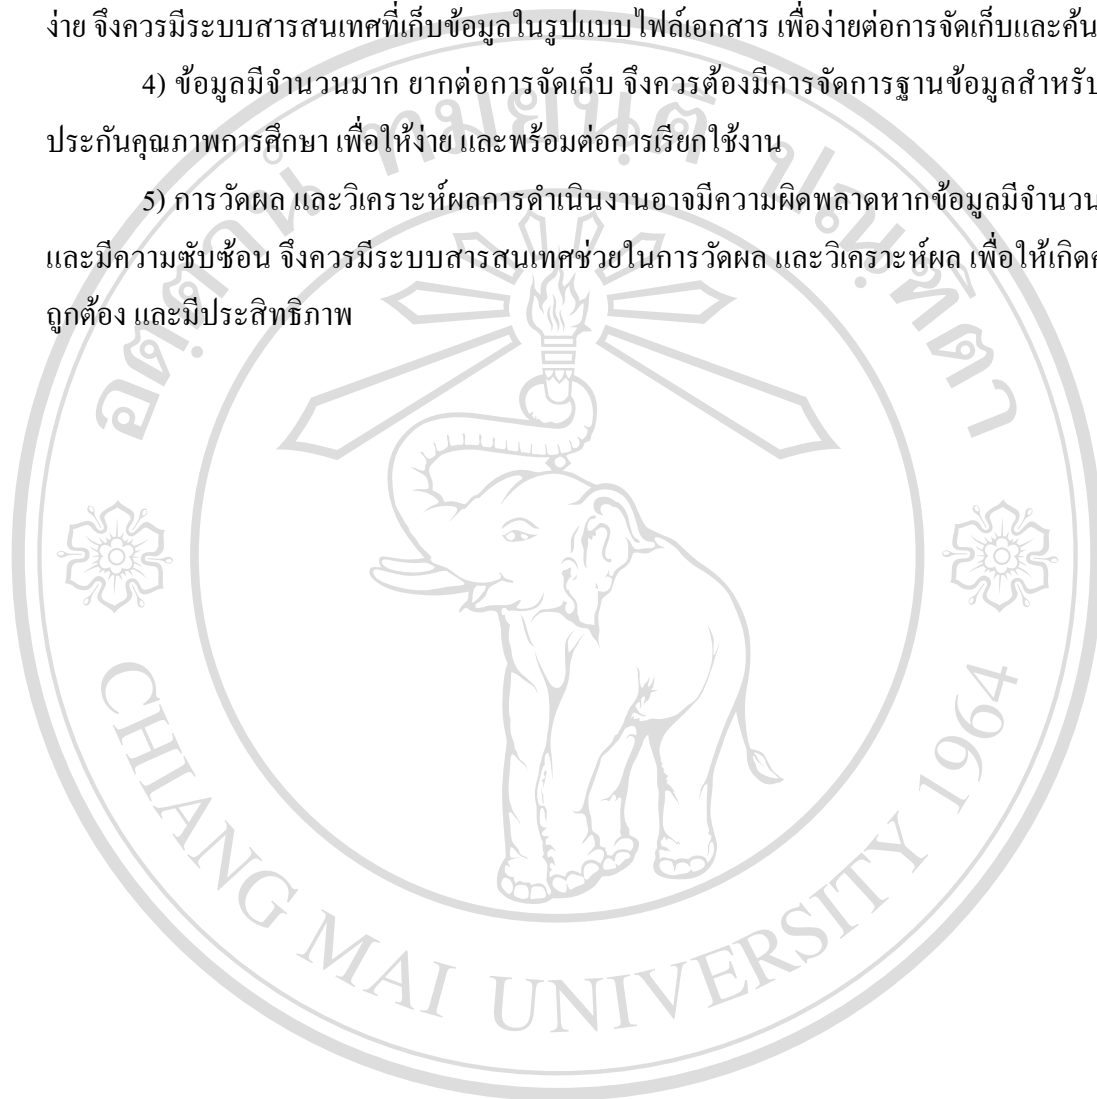 ง่าย จึงควรมีระบบสารสนเทศที่เก็บข้อมูลในรูปแบบไฟล์เอกสาร เพื่อง่ายต่อการจัดเก็บและค้น
4) ข้อมูลมีจำนวนมาก ยากต่อการจัดเก็บ จึงควรต้องมีการจัดการฐานข้อมูลสำหรับ
ประกันคุณภาพการศึกษา เพื่อให้ง่าย และพร้อมต่อการเรียกใช้งาน
5) การวัดผล และวิเคราะห์ผลการดำเนินงานอาจมีความผิดพลาดหากข้อมูลมีจำนวน
และมีความซับซ้อน จึงควรมีระบบสารสนเทศช่วยในการวัดผล และวิเคราะห์ผล เพื่อให้เกิด
ถูกต้อง และมีประสิทธิภาพ
อตฺตานํ ทมยนฺติ ปณฺฑิตา
CHIANG MAI UNIVERSITY 1964